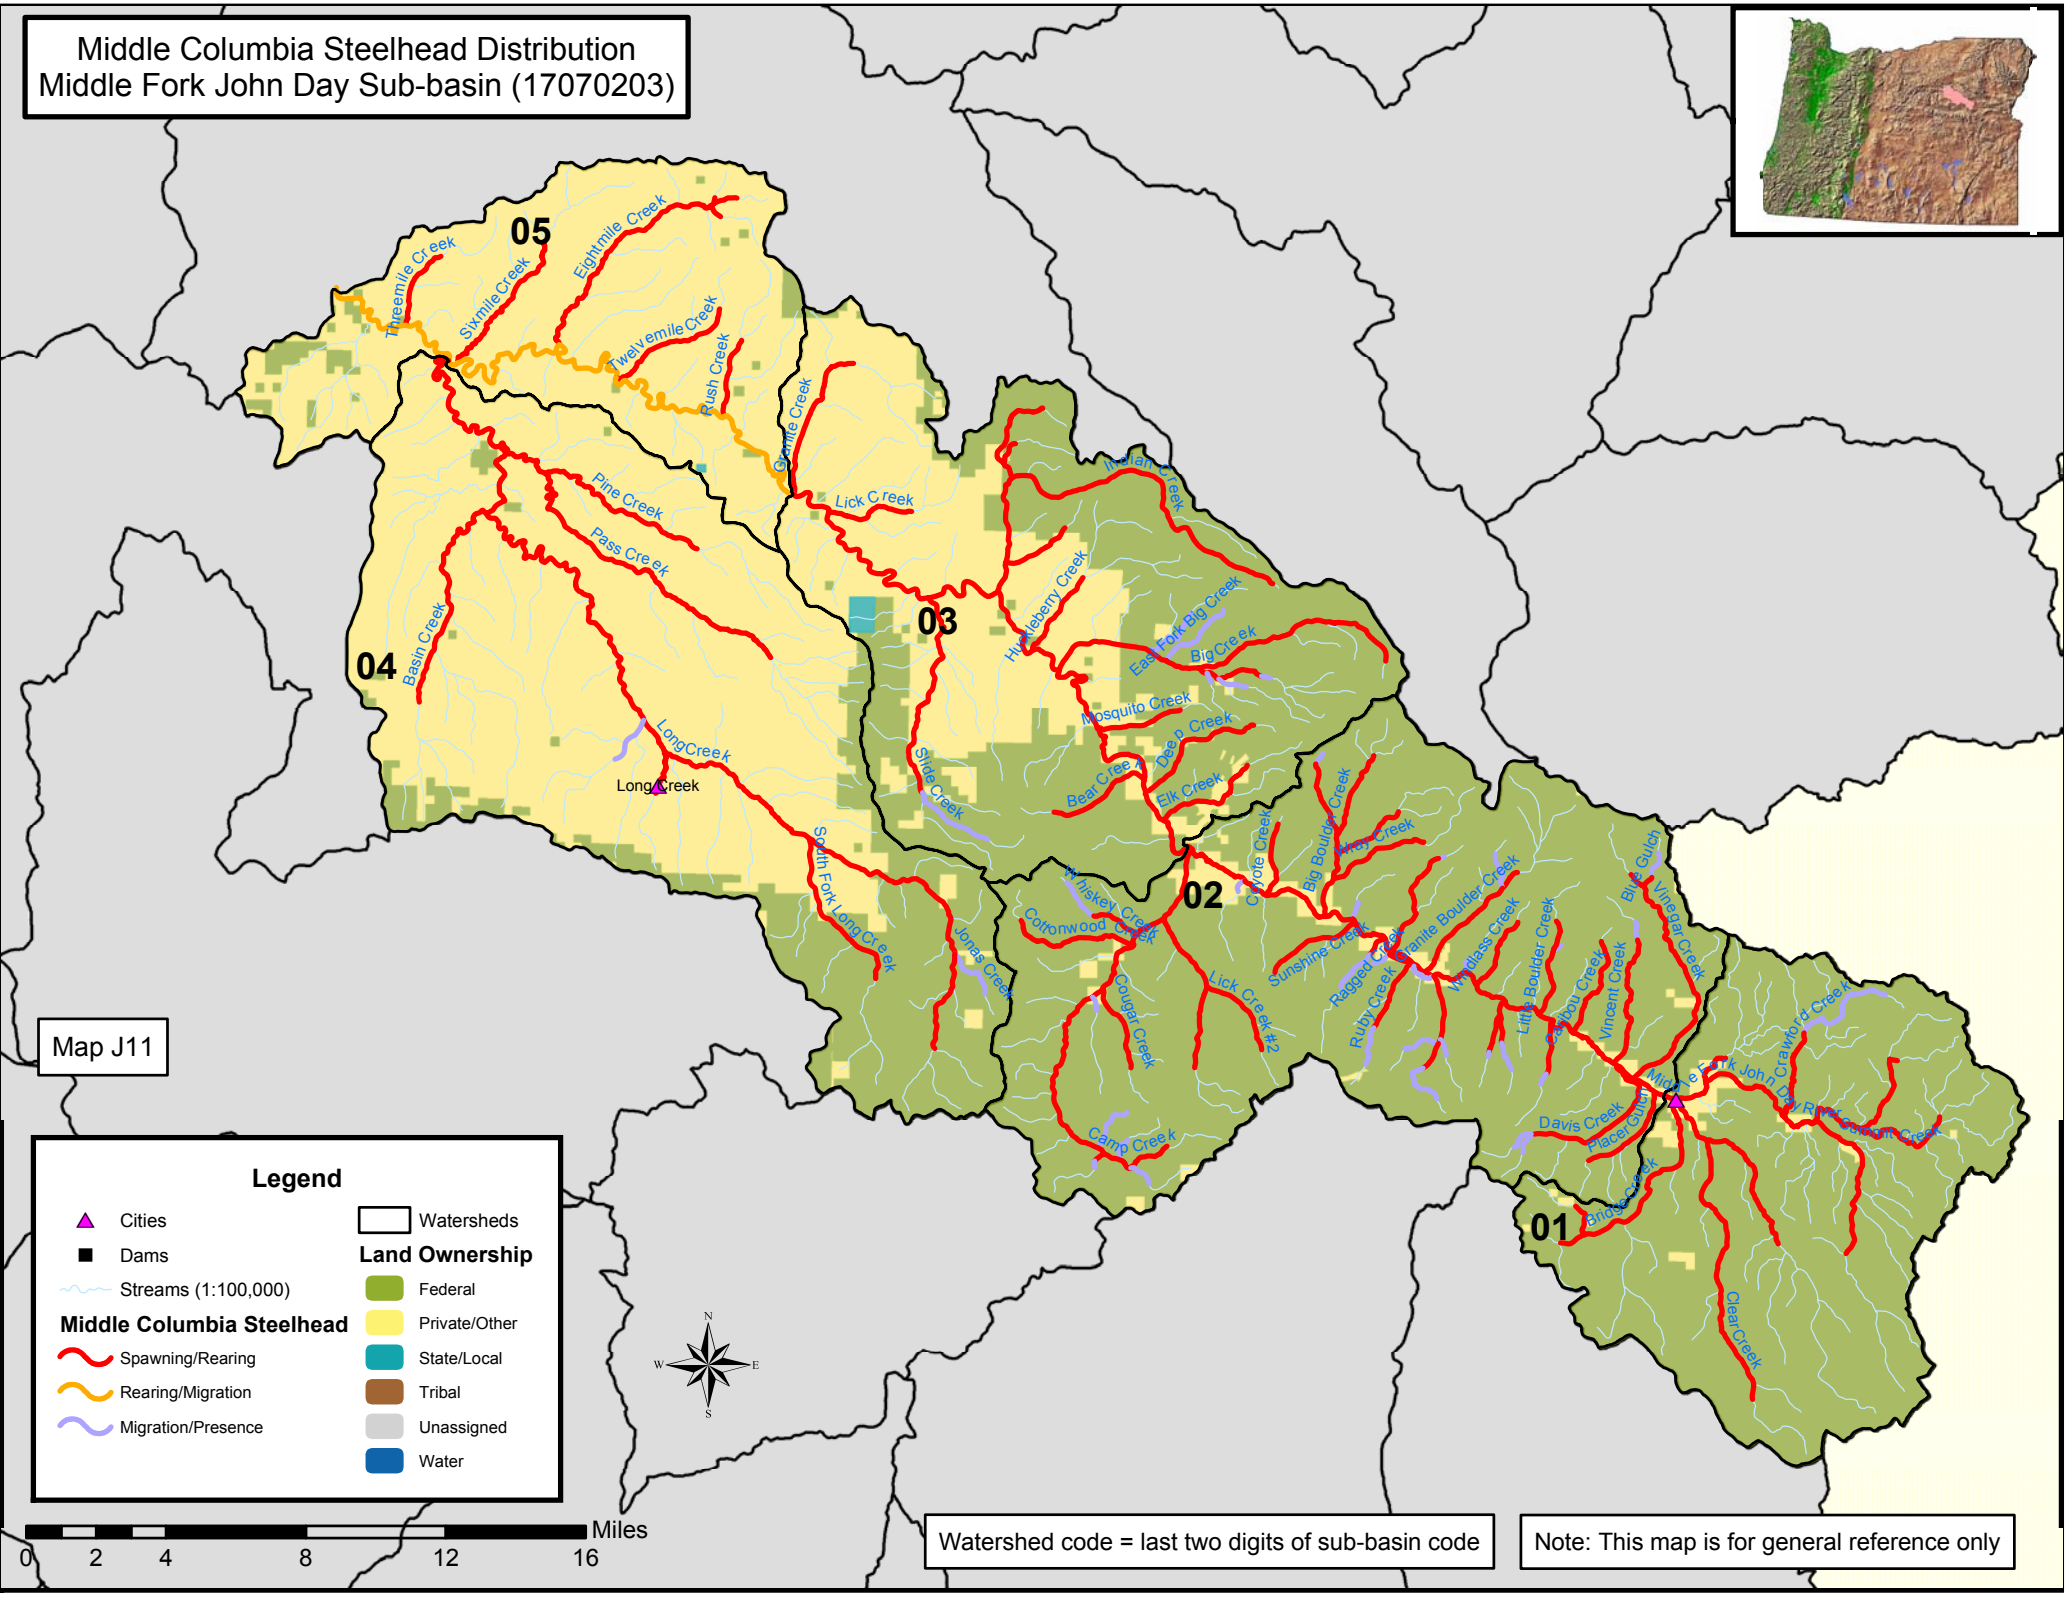 Middle Columbia Steelhead Distribution
Middle Fork John Day Sub-basin (17070203)
05
Threemile Creek
Sixmile Creek
Eightmile Creek
Twelvemile Creek
Rush Creek
Granite Creek
Lick Creek
Indian Creek
Pine Creek
Pass Creek
Basin Creek
04
03
Huckleberry Creek
East Fork Big Creek
Big Creek
Mosquito Creek
Deep Creek
Bear Creek
Elk Creek
Slide Creek
Long Creek
Long Creek
South Fork Long Creek
Jonas Creek
02
Whiskey Creek
Cottonwood Creek
Cougar Creek
Lick Creek #2
Camp Creek
Coyote Creek
Big Boulder Creek
Wray Creek
Sunshine Creek
Ragged Creek
Ruby Creek
Granite Boulder Creek
Windlass Creek
Little Boulder Creek
Caribou Creek
Vincent Creek
Blue Gulch
Vinegar Creek
Davis Creek
Placer Gulch
Middle Fork John Day River
Crawford Creek
Summit Creek
Bridge Creek
01
Clear Creek
Map J11
Legend
Cities
Dams
Streams (1:100,000)
Middle Columbia Steelhead
Spawning/Rearing
Rearing/Migration
Migration/Presence
Watersheds
Land Ownership
Federal
Private/Other
State/Local
Tribal
Unassigned
Water
N
W E
S
Miles
0 2 4 8 12 16
Watershed code = last two digits of sub-basin code
Note: This map is for general reference only